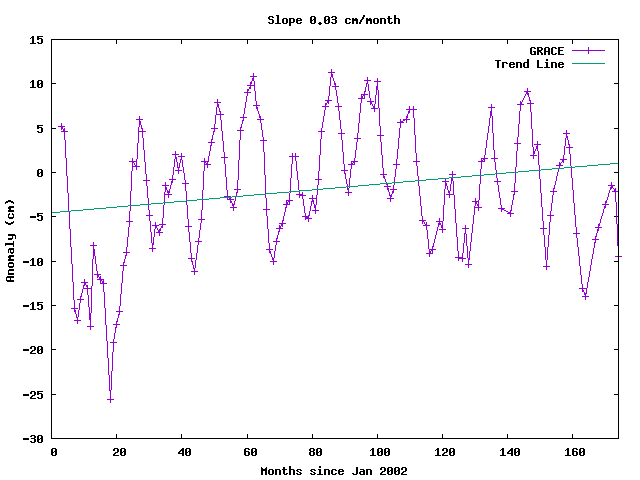 Slope 0.03 cm/month
15
GRACE
Trend Line
10
5
0
-5
-10
-15
-20
-25
-30
Anomaly (cm)
0 20 40 60 80 100 120 140 160
Months since Jan 2002